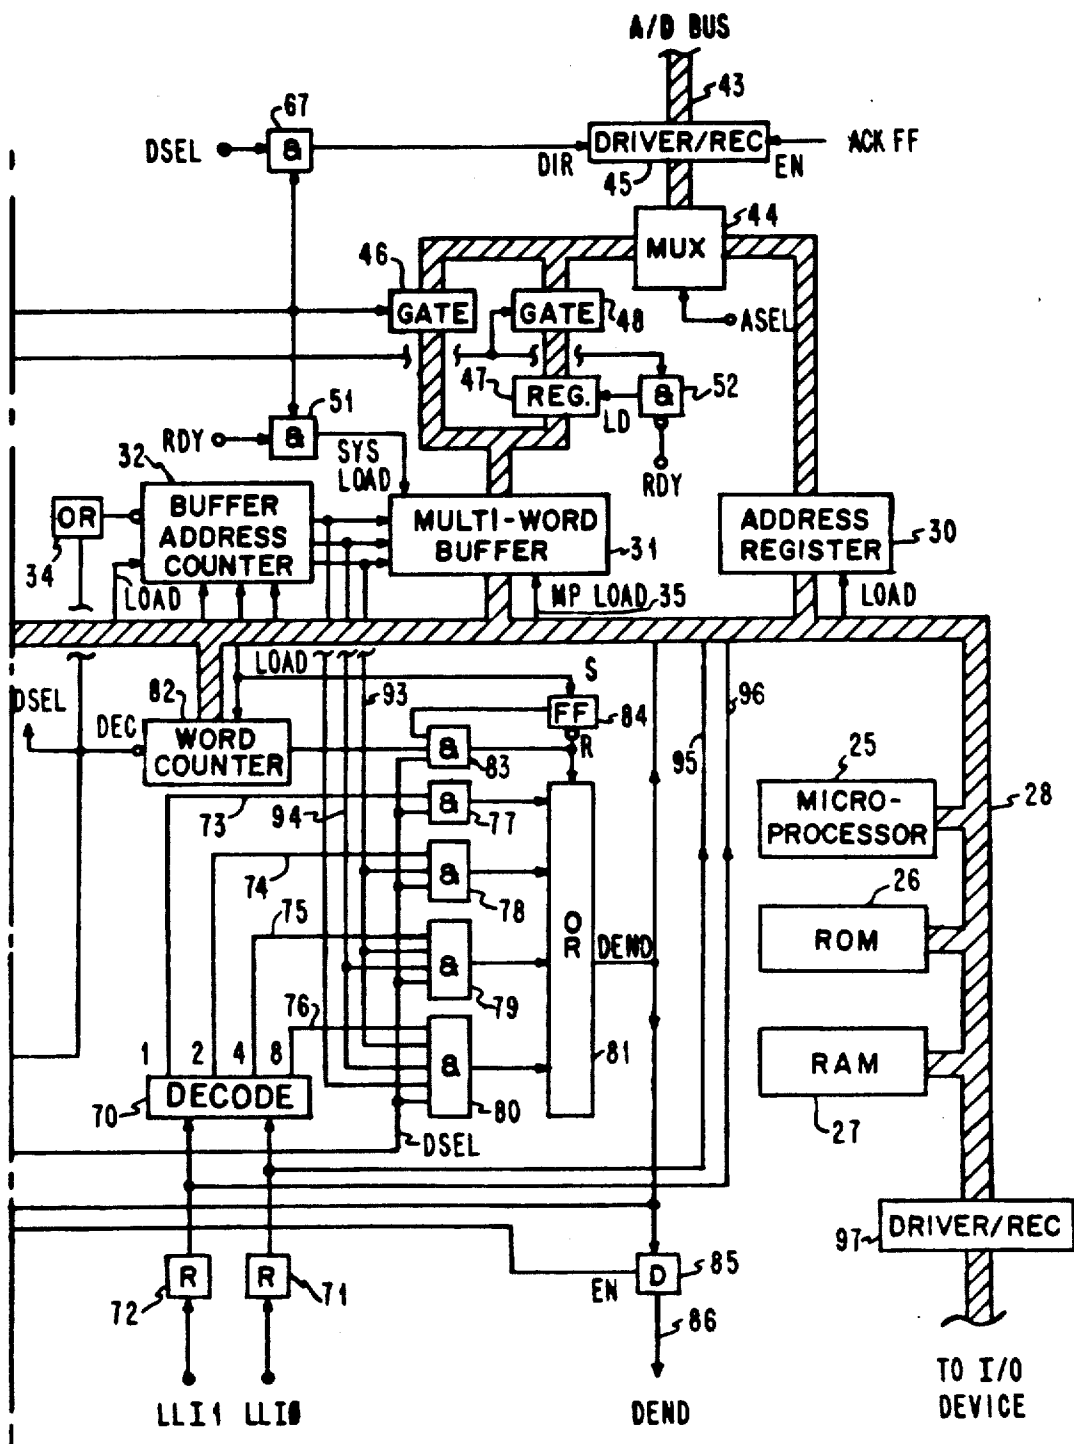 A/D BUS
43
67
DSEL
&
DRIVER/REC
ACK FF
DIR
45
EN
44
MUX
46
GATE
GATE
48
ASEL
47
REG.
&
52
LD
51
RDY
&
SYS
LOAD
RDY
32
OR
34
BUFFER
ADDRESS
COUNTER
MULTI-WORD
BUFFER
31
ADDRESS
REGISTER
30
LOAD
MP LOAD
35
LOAD
LOAD
S
DSEL
82
DEC
WORD
COUNTER
93
FF
84
R
&
83
96
95
25
MICRO-
PROCESSOR
28
73
94
&
77
74
&
78
26
ROM
75
OR
DEND
&
79
76
1
2
4
8
&
80
81
RAM
27
DECODE
70
DSEL
DRIVER/REC
97
R
72
R
71
EN
D
85
86
LLI1
LLI0
DEND
TO I/O
DEVICE